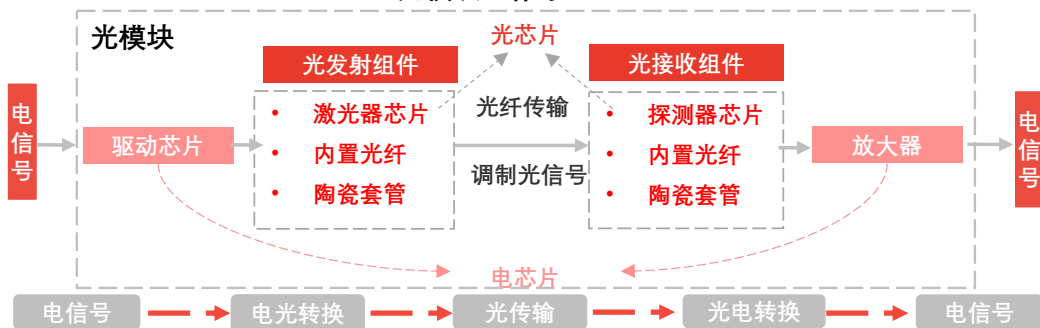 光模块
光芯片
光发射组件
光接收组件
电信号
驱动芯片
• 激光器芯片
• 内置光纤
• 陶瓷套管
光纤传输
调制光信号
• 探测器芯片
• 内置光纤
• 陶瓷套管
放大器
电信号
电芯片
电信号
电光转换
光传输
光电转换
电信号